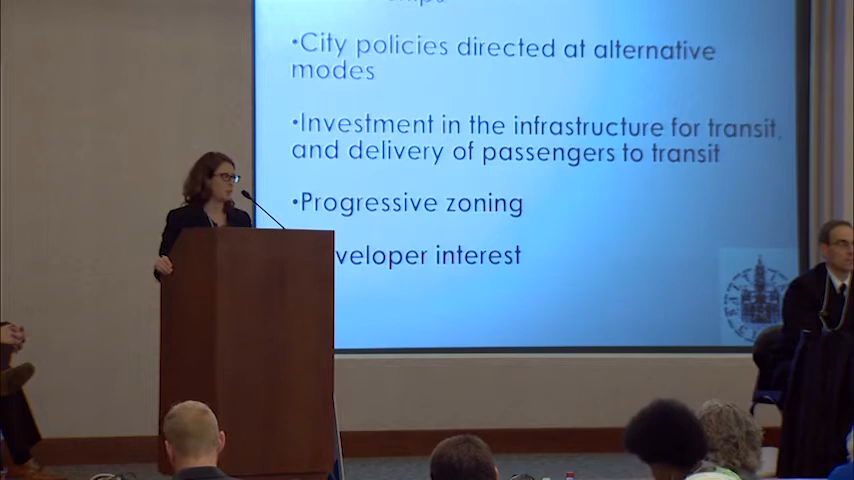 •City policies directed at alternative
modes
•Investment in the infrastructure for transit,
and delivery of passengers to transit
•Progressive zoning
interest